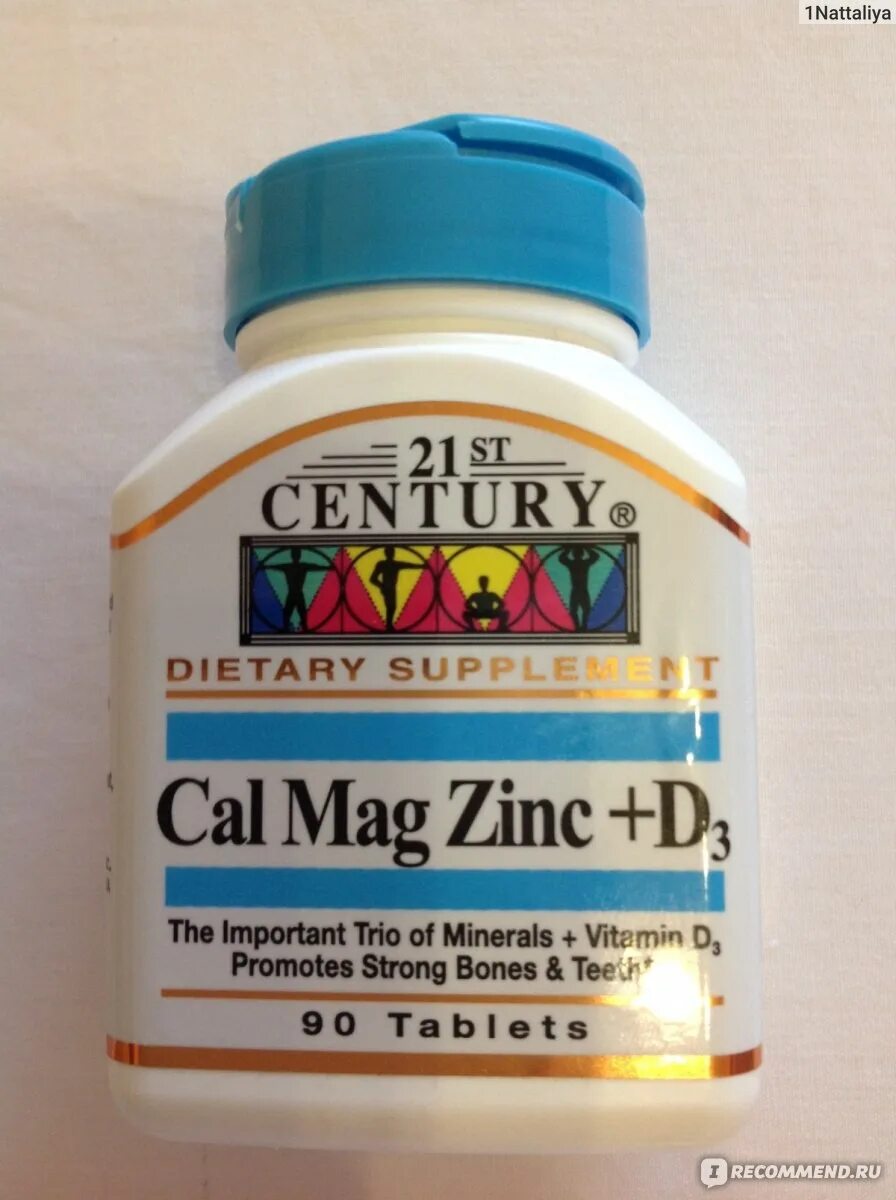 1Nattaliya
21ST
CENTURY®
DIETARY SUPPLEMENT
Cal Mag Zinc +D3
The Important Trio of Minerals + Vitamin D3
Promotes Strong Bones & Teeth*
90 Tablets
IRECOMMEND.RU